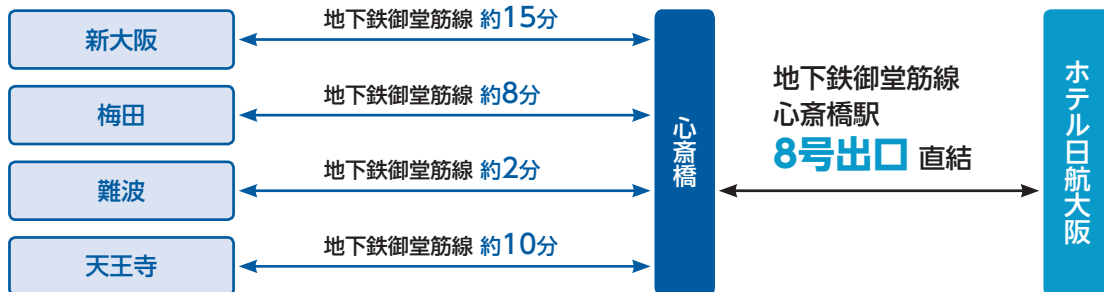 新大阪
地下鉄御堂筋線 約15分
梅田
地下鉄御堂筋線 約8分
難波
地下鉄御堂筋線 約2分
天王寺
地下鉄御堂筋線 約10分
心斎橋
地下鉄御堂筋線
心斎橋駅
8号出口 直結
ホテル日航大阪